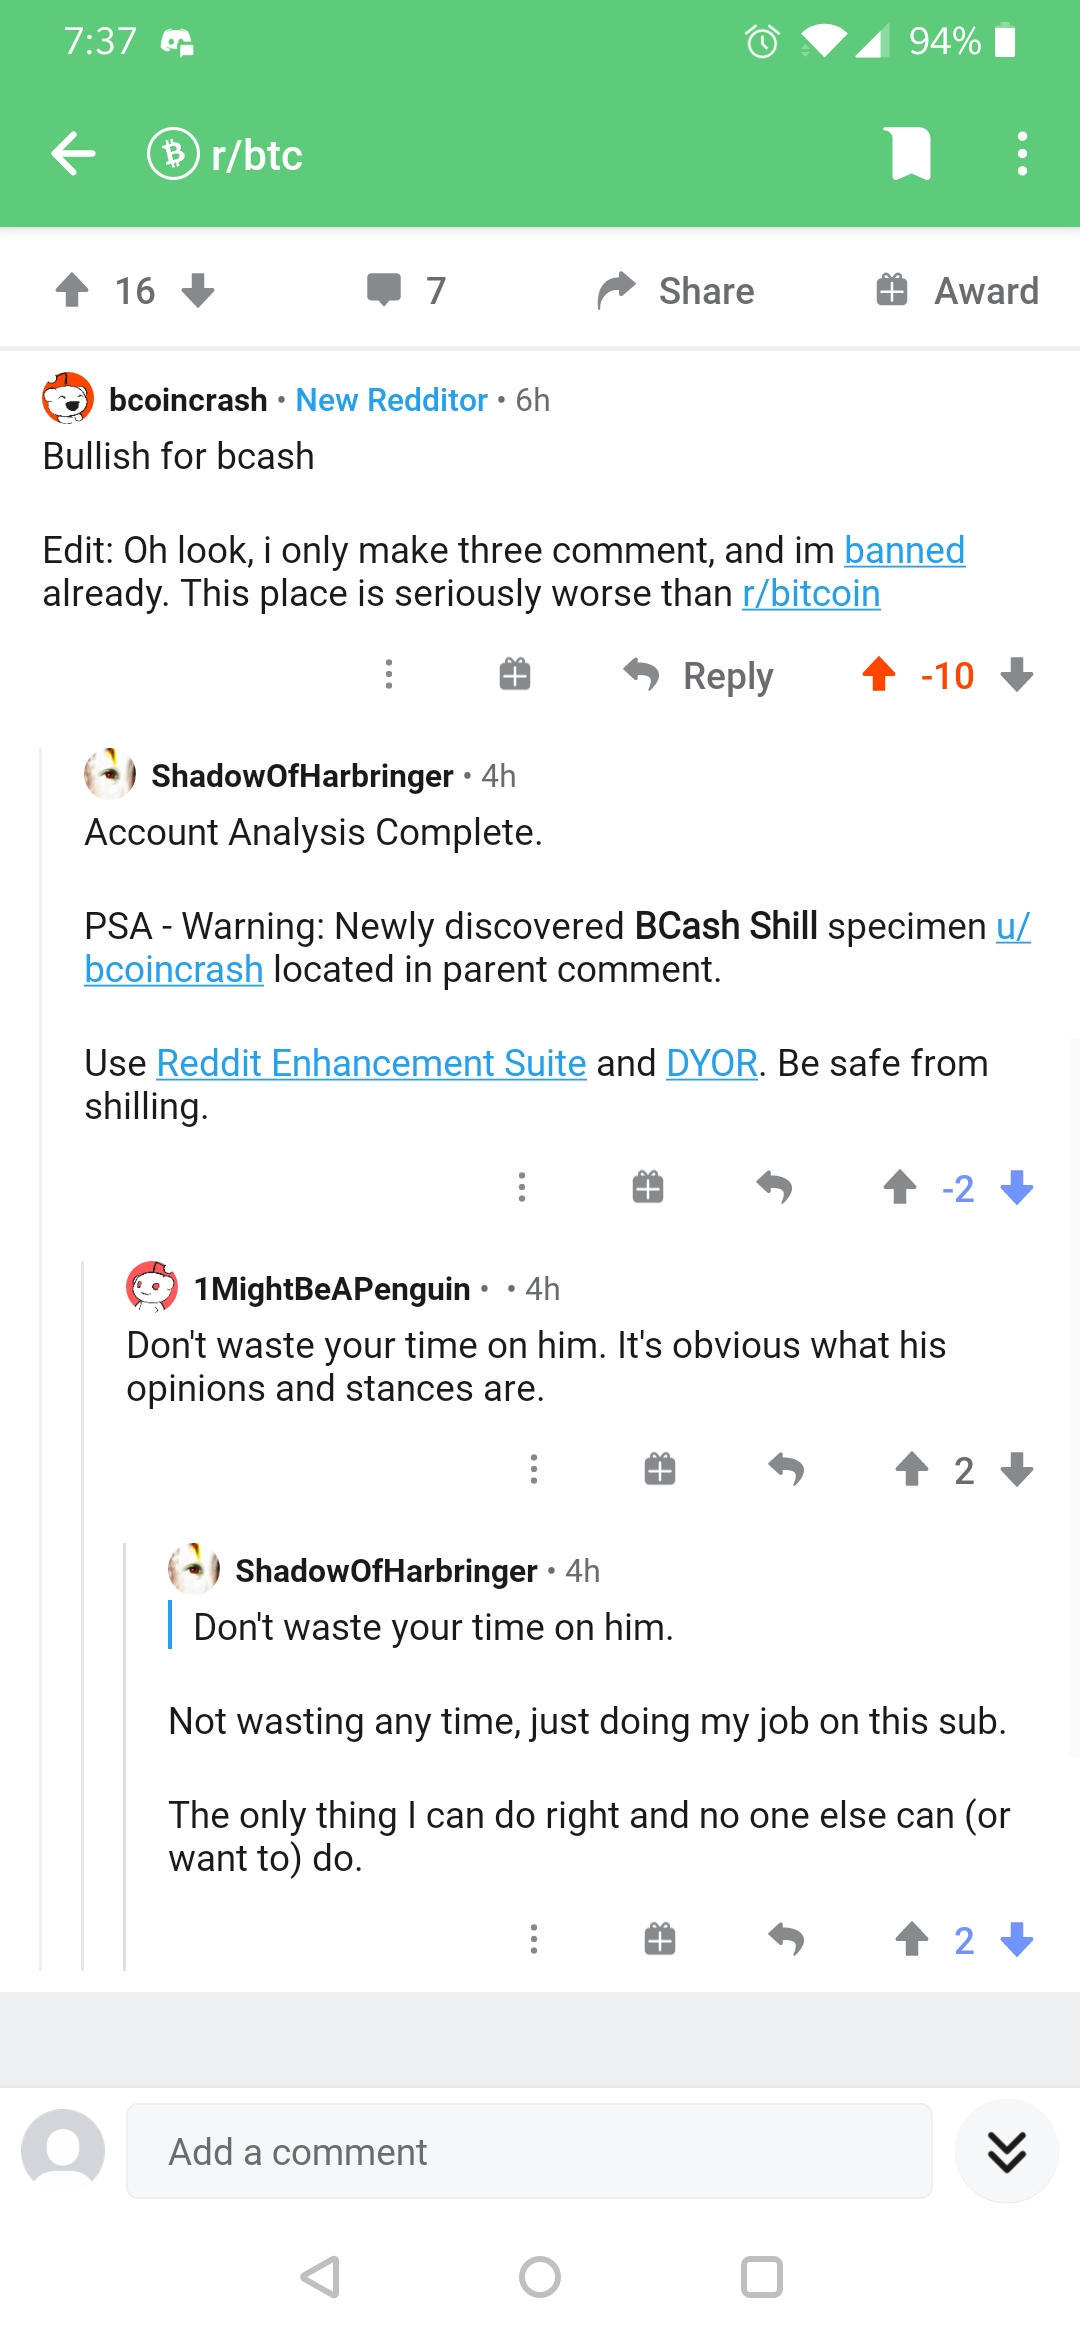 7:37
94%
r/btc
16
7
Share
Award
bcoincrash • New Redditor • 6h
Bullish for bcash
Edit: Oh look, i only make three comment, and im banned
already. This place is seriously worse than r/bitcoin
Reply
-10
ShadowOfHarbringer • 4h
Account Analysis Complete.
PSA - Warning: Newly discovered BCash Shill specimen u/
bcoincrash located in parent comment.
Use Reddit Enhancement Suite and DYOR. Be safe from
shilling.
-2
1MightBeAPenguin • • 4h
Don't waste your time on him. It's obvious what his
opinions and stances are.
2
ShadowOfHarbringer • 4h
Don't waste your time on him.
Not wasting any time, just doing my job on this sub.
The only thing I can do right and no one else can (or
want to) do.
2
Add a comment